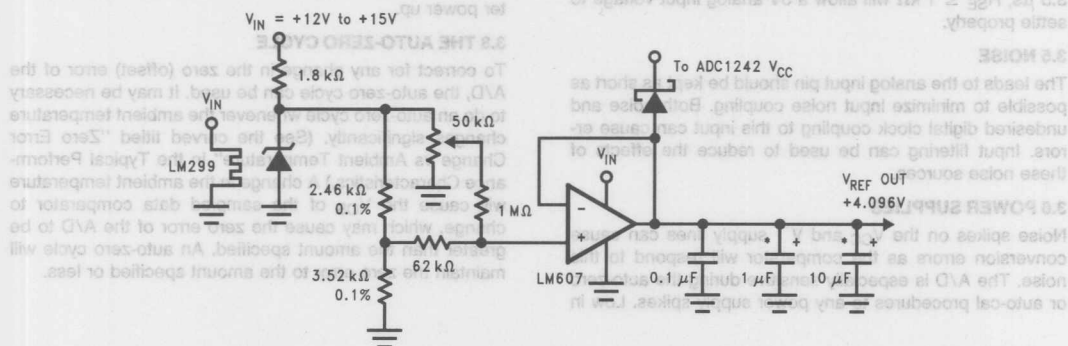 V_IN = +12V to +15V
1.8 kΩ
V_IN
LM299
50 kΩ
2.46 kΩ
0.1%
1 MΩ
62 kΩ
3.52 kΩ
0.1%
To ADC1242 V_CC
V_IN
−
+
LM607
V_REF OUT
+4.096V
0.1 μF
*
+
1 μF
+
10 μF
settle properly.
3.5 NOISE
The leads to the analog input pin should be kept as short as
possible to minimize input noise coupling. Both noise and
undesired digital clock coupling to this input can cause er-
rors. Input filtering can be used to reduce the effects of
these noise sources.
3.6 POWER SUPPLIES
Noise spikes on the V_CC and V supply lines can cause
conversion errors as the comparator will respond to this
noise. The A/D is especially sensitive during the auto-zero
or auto-cal procedures to any power supply spikes. Low in
ter power up.
3.3 THE AUTO-ZERO CYCLE
To correct for any change in the zero (offset) error of the
A/D, the auto-zero cycle can be used. It may be necessary
to do an auto-zero cycle whenever the ambient temperature
changes significantly. (See the curved titled "Zero Error
Change vs Ambient Temperature" in the Typical Perform-
ance Characteristics.) A change in the ambient temperature
will cause the of the sampled data comparator to
change, which may cause the zero error of the A/D to be
greater than the amount specified. An auto-zero cycle will
maintain the zero error to the amount specified or less.